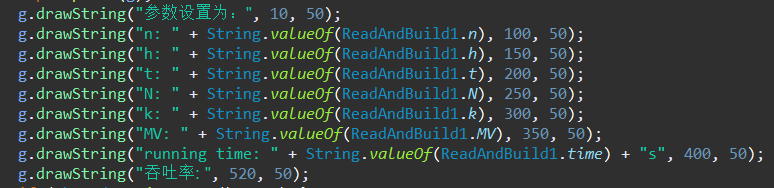 g.drawString("参数设置为：", 10, 50);
g.drawString("n: " + String.valueOf(ReadAndBuild1.n), 100, 50);
g.drawString("h: " + String.valueOf(ReadAndBuild1.h), 150, 50);
g.drawString("t: " + String.valueOf(ReadAndBuild1.t), 200, 50);
g.drawString("N: " + String.valueOf(ReadAndBuild1.N), 250, 50);
g.drawString("k: " + String.valueOf(ReadAndBuild1.k), 300, 50);
g.drawString("MV: " + String.valueOf(ReadAndBuild1.MV), 350, 50);
g.drawString("running time: " + String.valueOf(ReadAndBuild1.time) + "s", 400, 50);
g.drawString("吞吐率:", 520, 50);